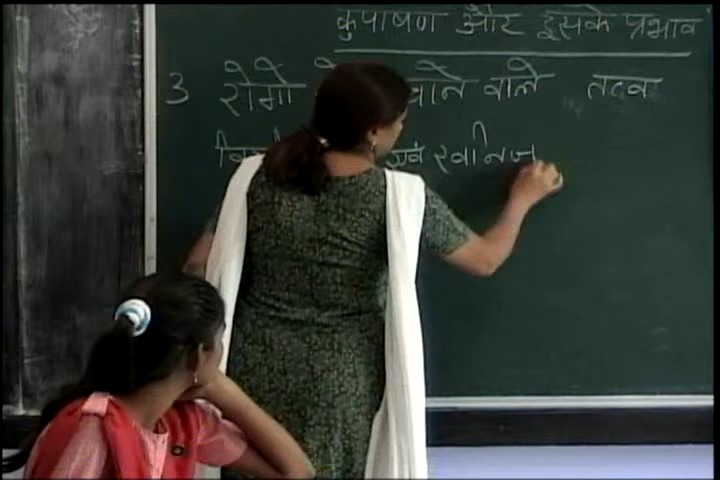 कुपोषण और इसके प्रभाव
3 रोगो चाने वाले तत्व
एवं खनिज